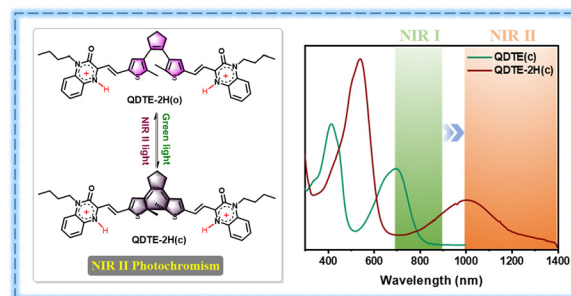 O
N
N
+
H
S
S
O
N
N
+
H
QDTE-2H(o)
NIR II light
Green light
O
N
N
+
H
S
S
O
N
N
+
H
QDTE-2H(c)
NIR II Photochromism
NIR I
NIR II
QDTE(c)
QDTE-2H(c)
400 600 800 1000 1200 1400
Wavelength (nm)